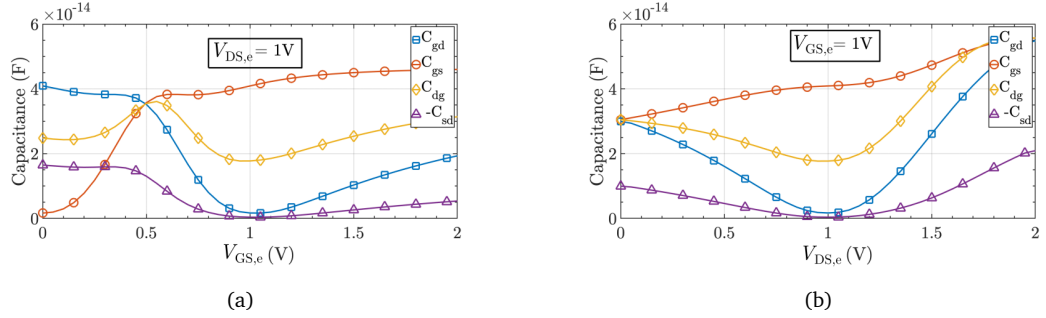 ×10⁻¹⁴
6
4
2
0
Capacitance (F)
V_DS,e = 1V
C_gd
C_gs
C_dg
-C_sd
0 0.5 1 1.5 2
V_GS,e (V)
(a)
×10⁻¹⁴
6
4
2
0
Capacitance (F)
V_GS,e = 1V
C_gd
C_gs
C_dg
-C_sd
0 0.5 1 1.5 2
V_DS,e (V)
(b)